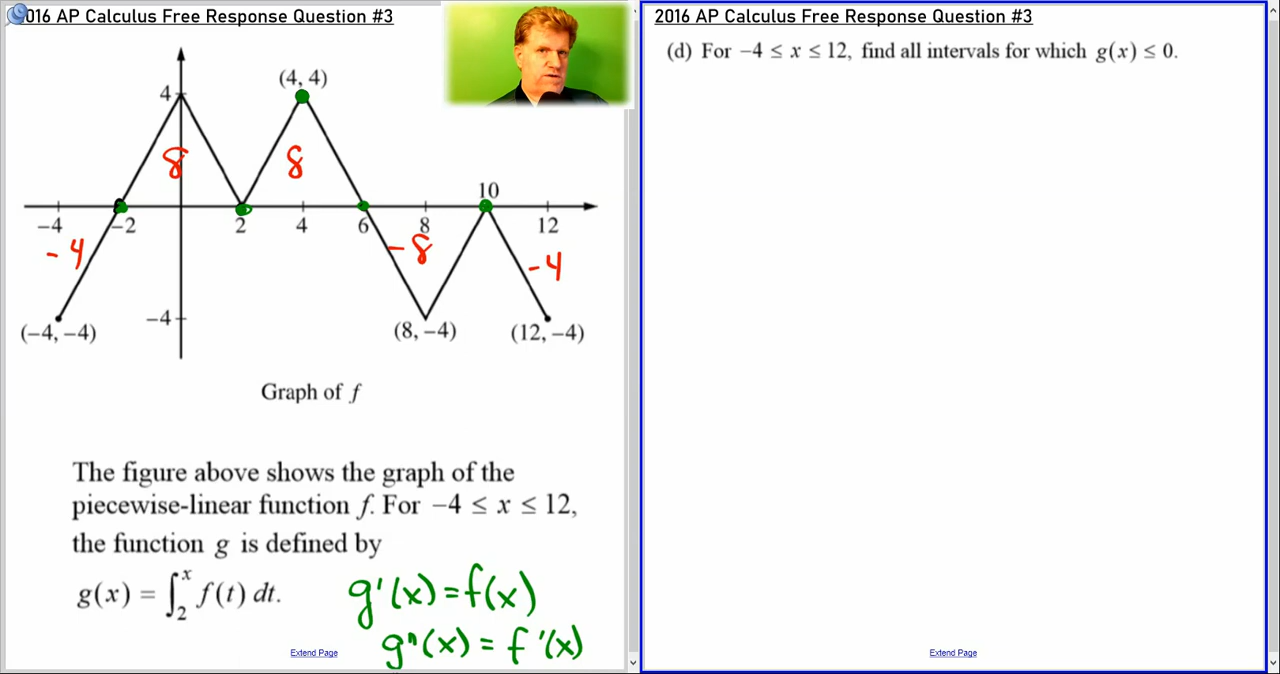 2016 AP Calculus Free Response Question #3
(4, 4)
4
8
8
10
−4
−2
2
4
6
8
12
-4
-8
-4
−4
(−4, −4)
(8, −4)
(12, −4)
Graph of f
The figure above shows the graph of the
piecewise-linear function f. For −4 ≤ x ≤ 12,
the function g is defined by
g(x) = ∫₂ˣ f(t) dt.
g'(x) = f(x)
g"(x) = f'(x)
Extend Page
2016 AP Calculus Free Response Question #3
(d) For −4 ≤ x ≤ 12, find all intervals for which g(x) ≤ 0.
Extend Page